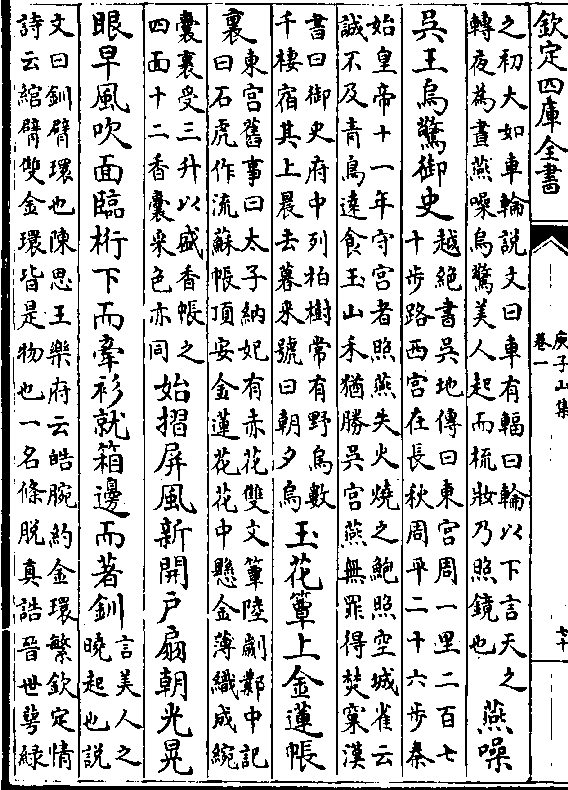 欽定四庫全書
庾子山集
卷一
之初大如車輪説文曰車有輻曰輪以下言天之
轉夜為晝燕噪烏驚美人起而梳妝乃照鏡也
燕噪
吳王烏驚御史
越絶書吳地傳曰東宮周一里二百七
十步路西宮在長秋周平二十六步秦
始皇帝十一年守宮者照燕失火燒之鮑照空城雀云
誠不及青鳥逺食玉山禾猶勝吳宮燕無罪得焚窠漢
書曰御史府中列柏樹常有野烏數
千棲宿其上晨去暮来號曰朝夕烏
玉花簟上金蓮帳
裏
東宮舊事曰太子納妃有赤花雙文簟陸劌鄴中記
曰石虎作流蘇帳頂安金蓮花花中懸金薄織成綩
囊裏受三升以盛香帳之
四面十二香囊采色亦同
始摺屏風新開戶扇朝光晃
眼早風吹面臨桁下而牽衫就箱邊而著釧
言美人之
曉起也説
文曰釧臂環也陳思王樂府云皓腕約金環繁欽定情
詩云綰臂雙金環皆是物也一名條脱真誥晉世萼緑